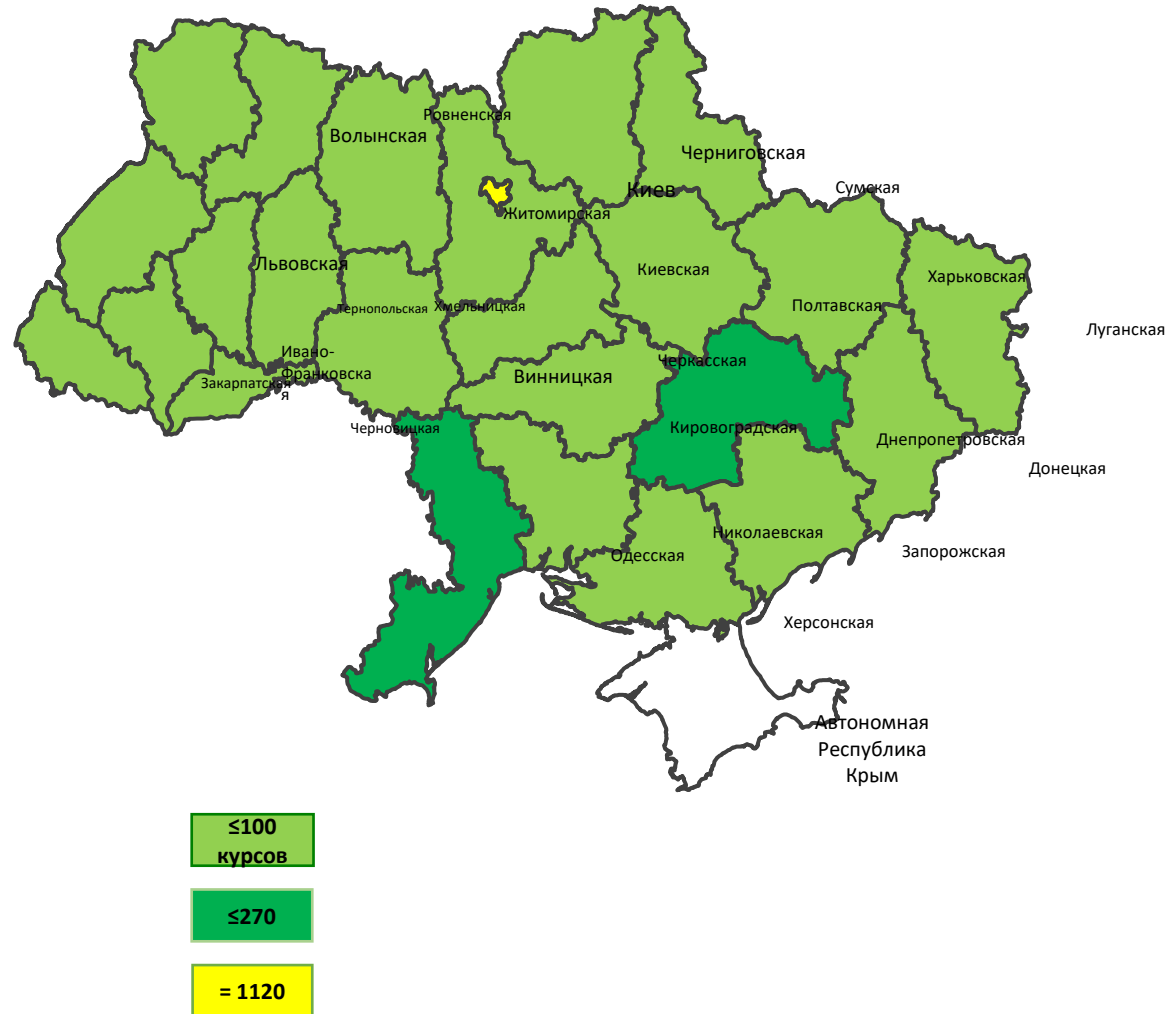 Ровненская
Волынская
Черниговская
Киев
Сумская
Житомирская
Львовская
Киевская
Харьковская
Тернопольская
Хмельницкая
Полтавская
Луганская
Ивано-
Франковска
я
Закарпатская
Винницкая
Черкасская
Черновицкая
Кировоградская
Днепропетровская
Донецкая
Николаевская
Одесская
Запорожская
Херсонская
Автономная
Республика
Крым
≤100
курсов
≤270
= 1120